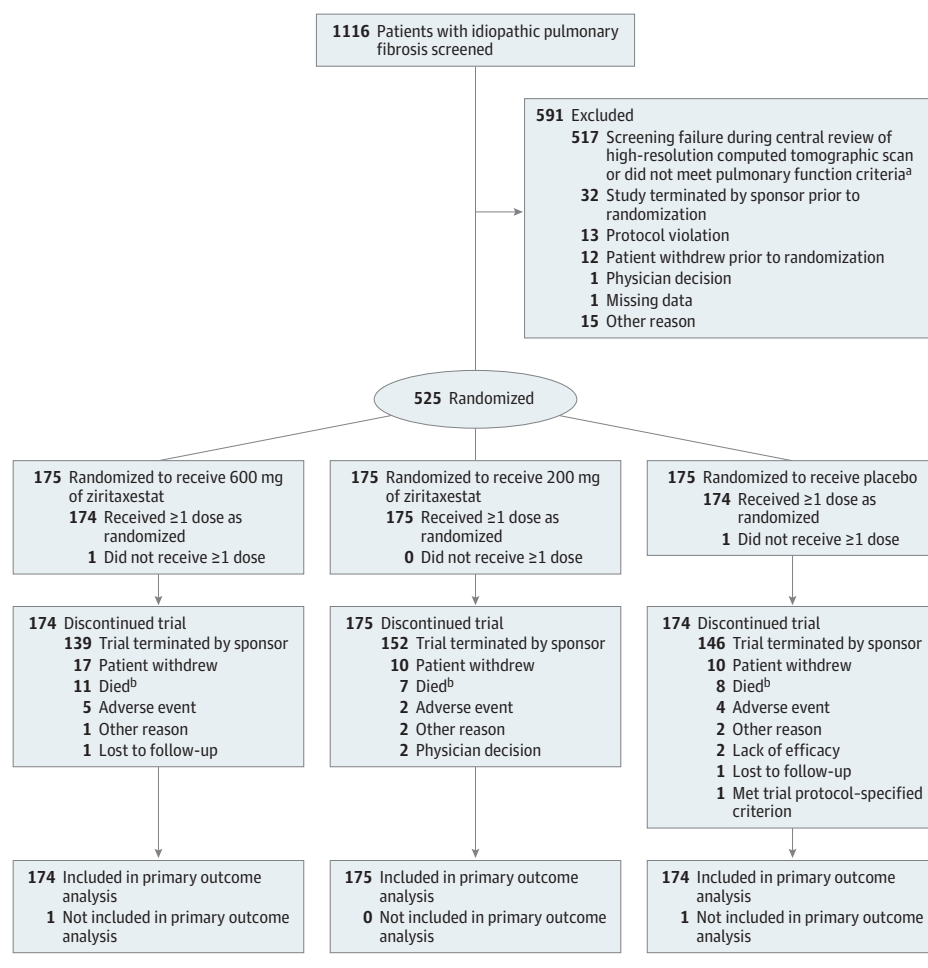 1116 Patients with idiopathic pulmonary
fibrosis screened
591 Excluded
517 Screening failure during central review of
high-resolution computed tomographic scan
or did not meet pulmonary function criteriaᵃ
32 Study terminated by sponsor prior to
randomization
13 Protocol violation
12 Patient withdrew prior to randomization
1 Physician decision
1 Missing data
15 Other reason
525 Randomized
175 Randomized to receive 600 mg
of ziritaxestat
174 Received ≥1 dose as
randomized
1 Did not receive ≥1 dose
175 Randomized to receive 200 mg
of ziritaxestat
175 Received ≥1 dose as
randomized
0 Did not receive ≥1 dose
175 Randomized to receive placebo
174 Received ≥1 dose as
randomized
1 Did not receive ≥1 dose
174 Discontinued trial
139 Trial terminated by sponsor
17 Patient withdrew
11 Diedᵇ
5 Adverse event
1 Other reason
1 Lost to follow-up
175 Discontinued trial
152 Trial terminated by sponsor
10 Patient withdrew
7 Diedᵇ
2 Adverse event
2 Other reason
2 Physician decision
174 Discontinued trial
146 Trial terminated by sponsor
10 Patient withdrew
8 Diedᵇ
4 Adverse event
2 Other reason
2 Lack of efficacy
1 Lost to follow-up
1 Met trial protocol-specified
criterion
174 Included in primary outcome
analysis
1 Not included in primary outcome
analysis
175 Included in primary outcome
analysis
0 Not included in primary outcome
analysis
174 Included in primary outcome
analysis
1 Not included in primary outcome
analysis